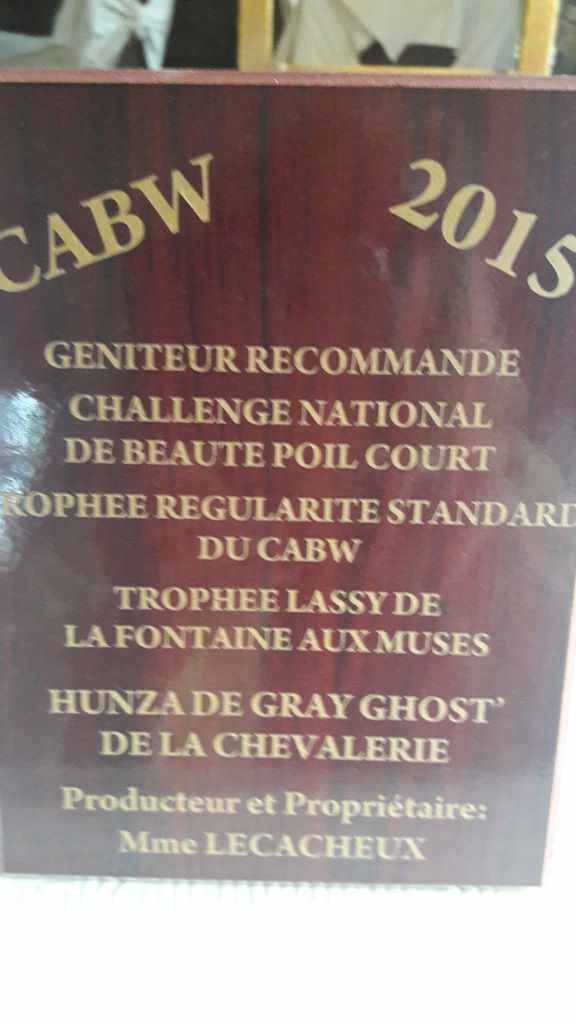 CABW 2015
GENITEUR RECOMMANDE
CHALLENGE NATIONAL
DE BEAUTE POIL COURT
ROPHEE REGULARITE STANDARD
DU CABW
TROPHEE LASSY DE
LA FONTAINE AUX MUSES
HUNZA DE GRAY GHOST'
DE LA CHEVALERIE
Producteur et Propriétaire:
Mme LECACHEUX